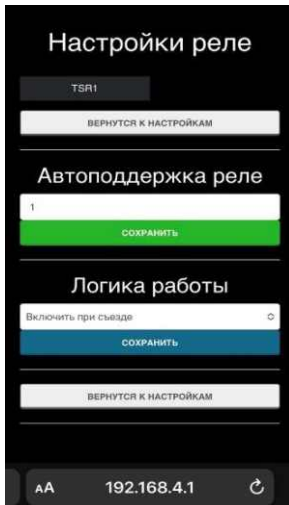 Настройки реле
TSR1
ВЕРНУТСЯ К НАСТРОЙКАМ
Автоподдержка реле
1
СОХРАНИТЬ
Логика работы
Включить при съезде
СОХРАНИТЬ
ВЕРНУТСЯ К НАСТРОЙКАМ
AA 192.168.4.1